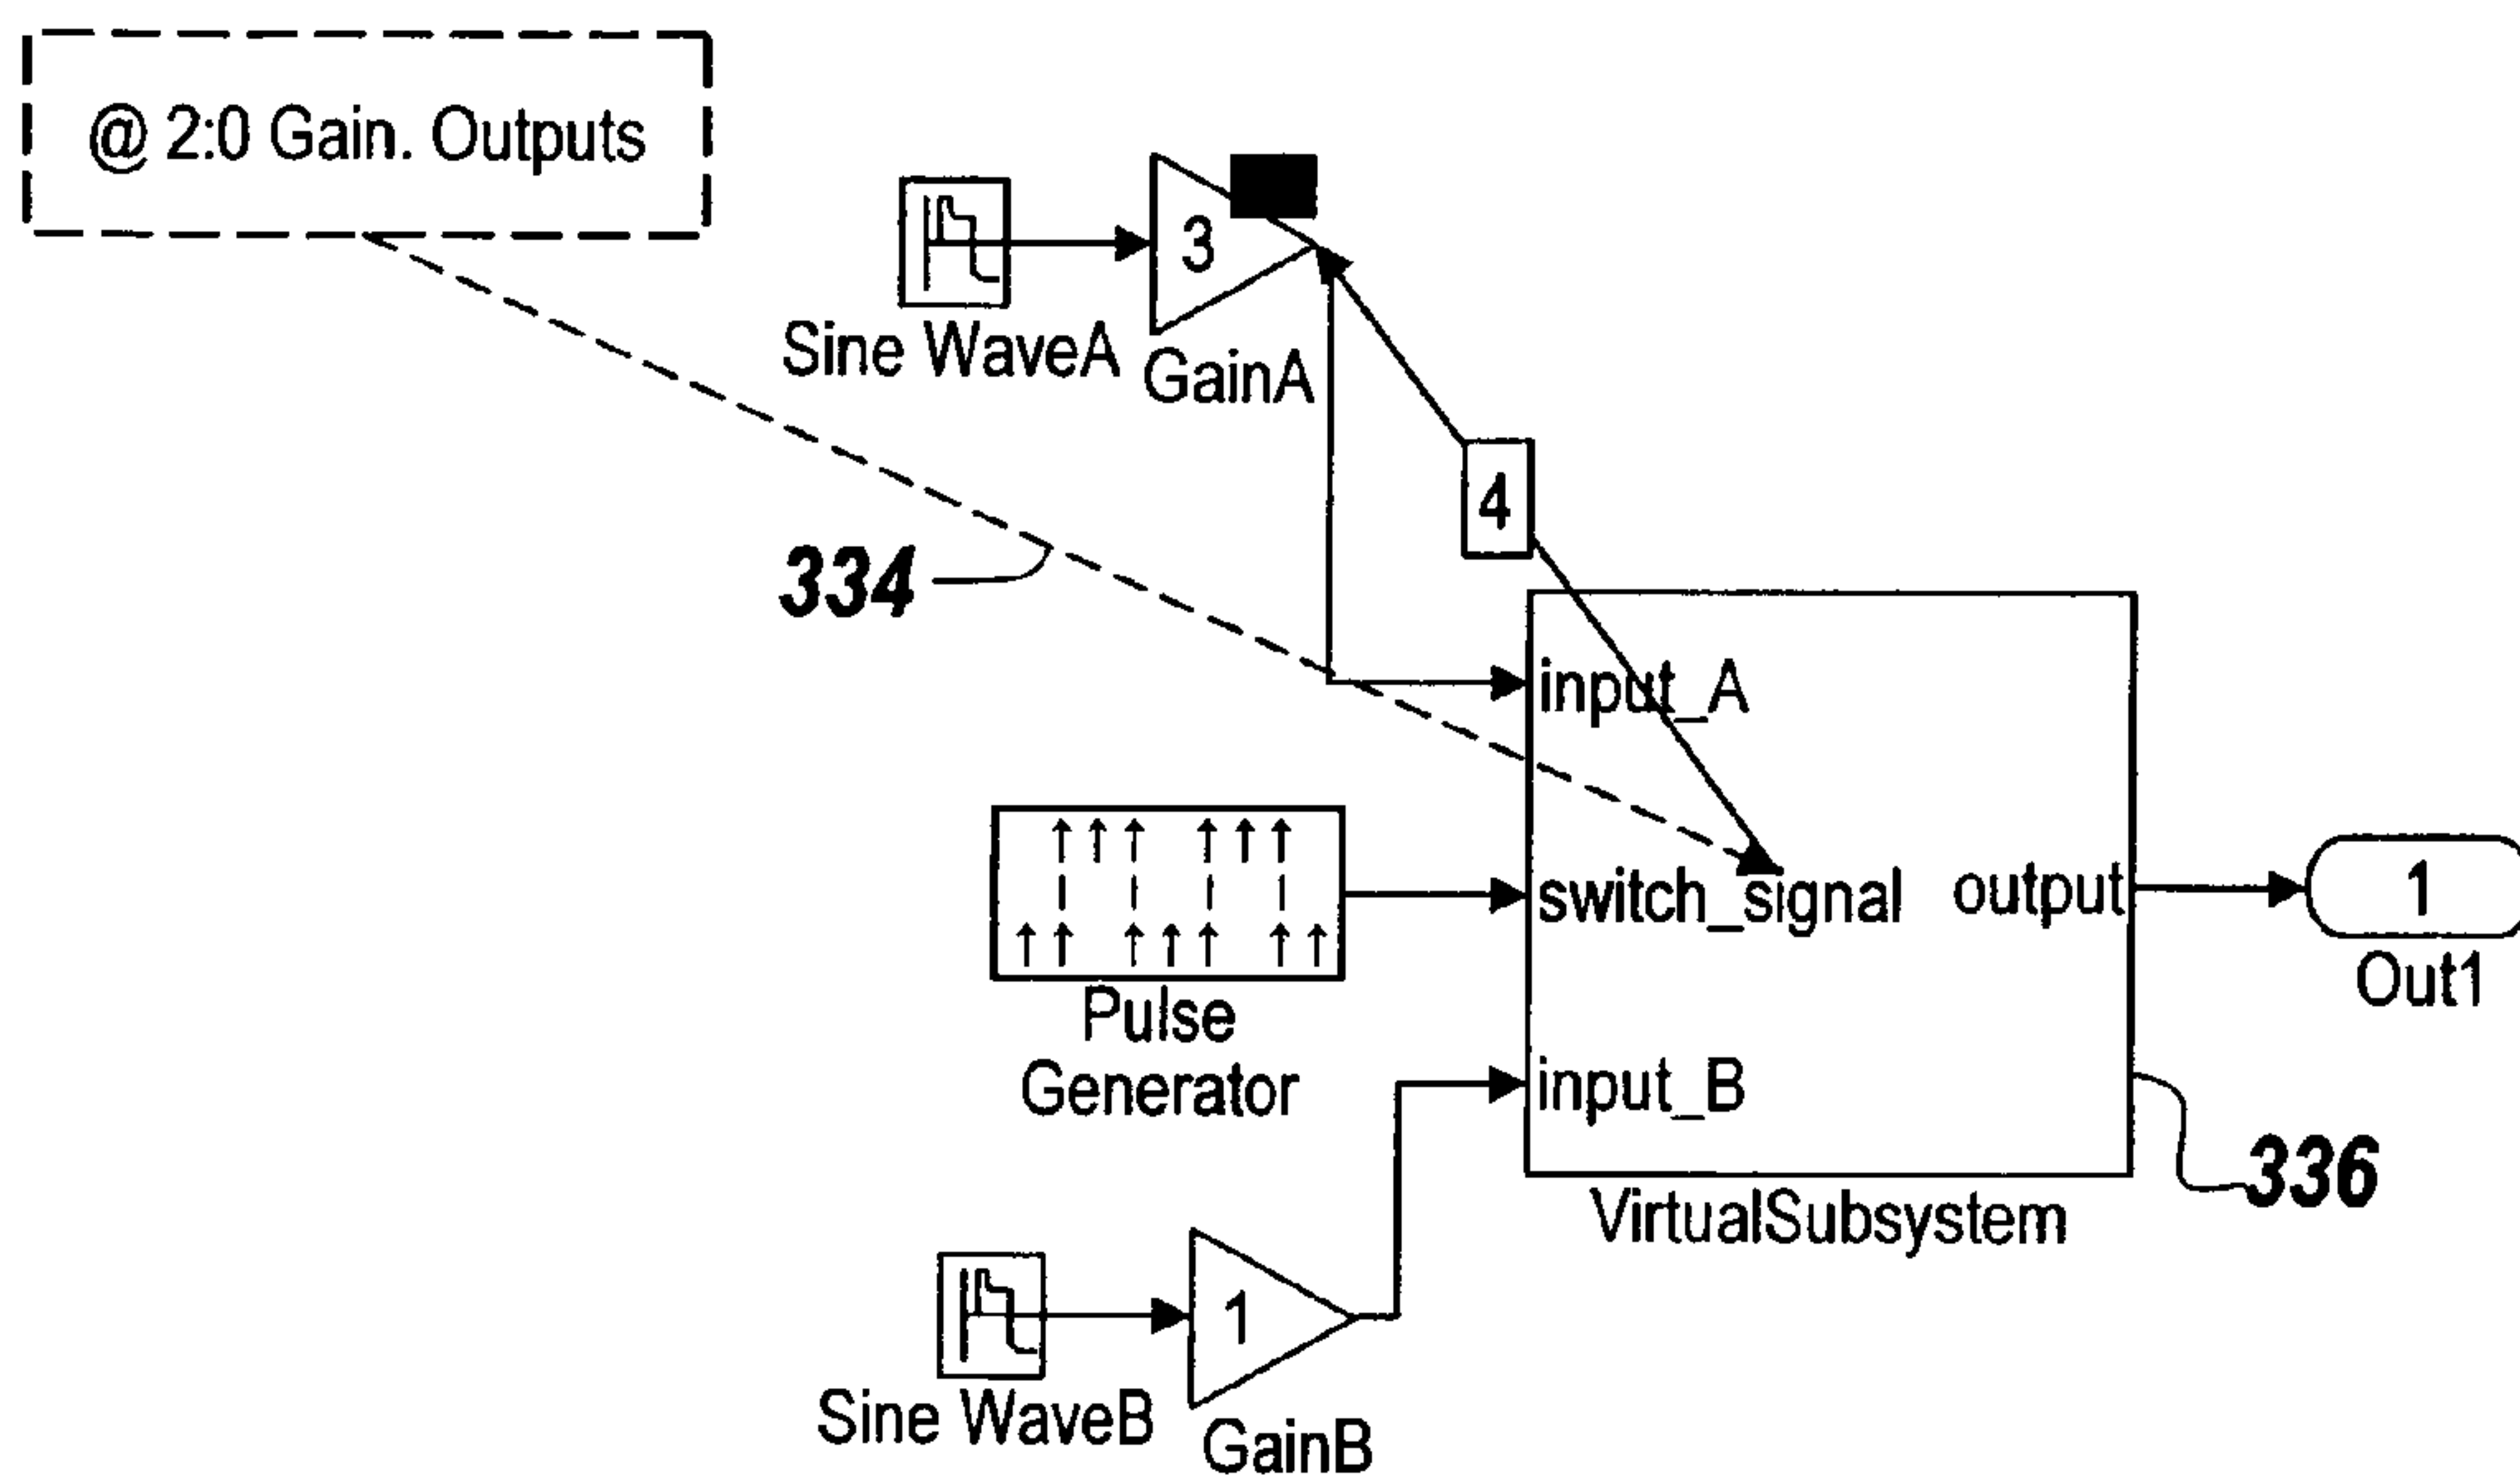 @ 2:0 Gain. Outputs
3
Sine WaveA
GainA
4
334
input_A
switch_signal
output
1
Out1
Pulse
Generator
input_B
336
VirtualSubsystem
1
Sine WaveB
GainB